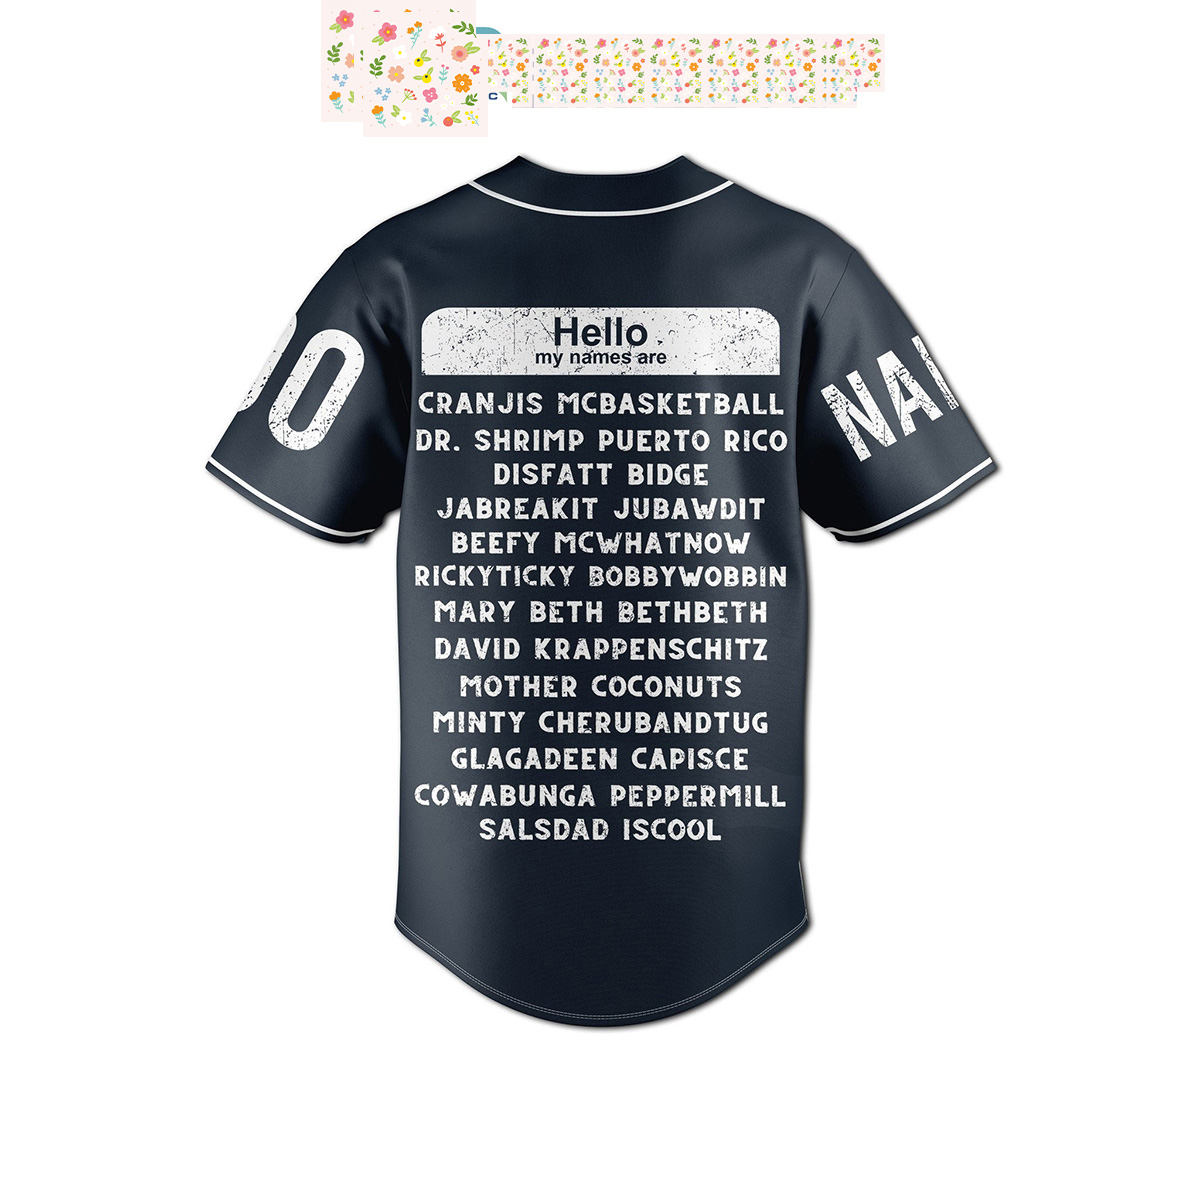 C
Hello
my names are
CRANJIS MCBASKETBALL
DR. SHRIMP PUERTO RICO
DISFATT BIDGE
JABREAKIT JUBAWDIT
BEEFY MCWHATNOW
RICKYTICKY BOBBYWOBBIN
MARY BETH BETHBETH
DAVID KRAPPENSCHITZ
MOTHER COCONUTS
MINTY CHERUBANDTUG
GLAGADEEN CAPISCE
COWABUNGA PEPPERMILL
SALSDAD ISCOOL
00